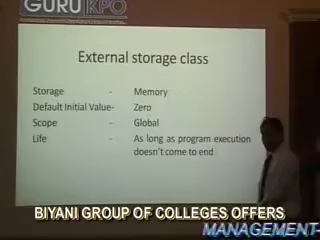 GURU KPO
External storage class
Storage - Memory
Default Initial Value- Zero
Scope - Global
Life - As long as program execution
doesn't come to end
BIYANI GROUP OF COLLEGES OFFERS
MANAGEMENT-